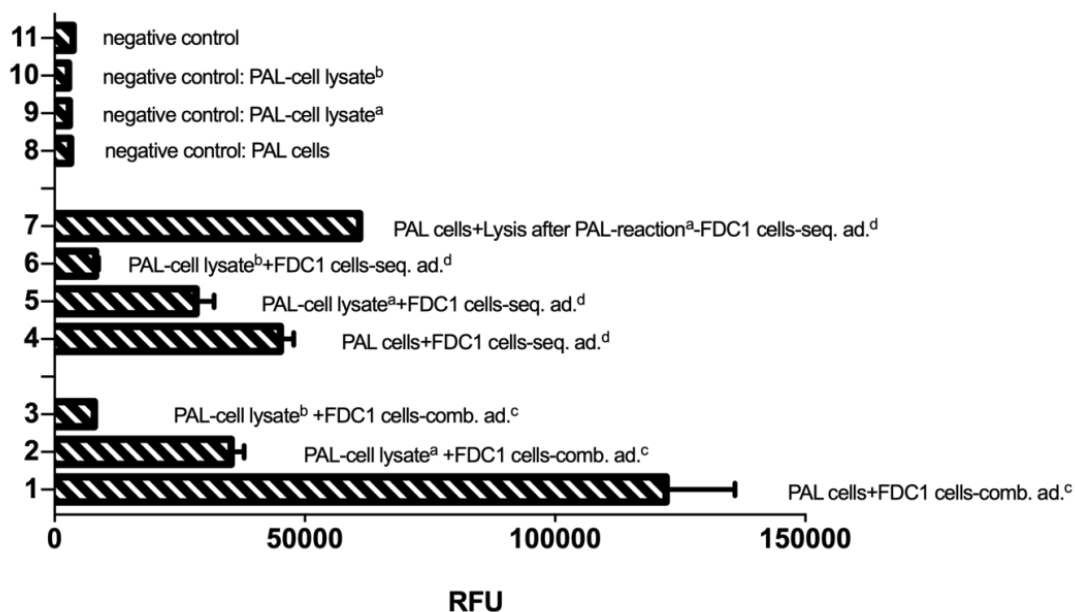 11 negative control
10 negative control: PAL-cell lysateᵇ
9 negative control: PAL-cell lysateᵃ
8 negative control: PAL cells
7 PAL cells+Lysis after PAL-reactionᵃ-FDC1 cells-seq. ad.ᵈ
6 PAL-cell lysateᵇ+FDC1 cells-seq. ad.ᵈ
5 PAL-cell lysateᵃ+FDC1 cells-seq. ad.ᵈ
4 PAL cells+FDC1 cells-seq. ad.ᵈ
3 PAL-cell lysateᵇ +FDC1 cells-comb. ad.ᶜ
2 PAL-cell lysateᵃ +FDC1 cells-comb. ad.ᶜ
1 PAL cells+FDC1 cells-comb. ad.ᶜ
0 50000 100000 150000
RFU